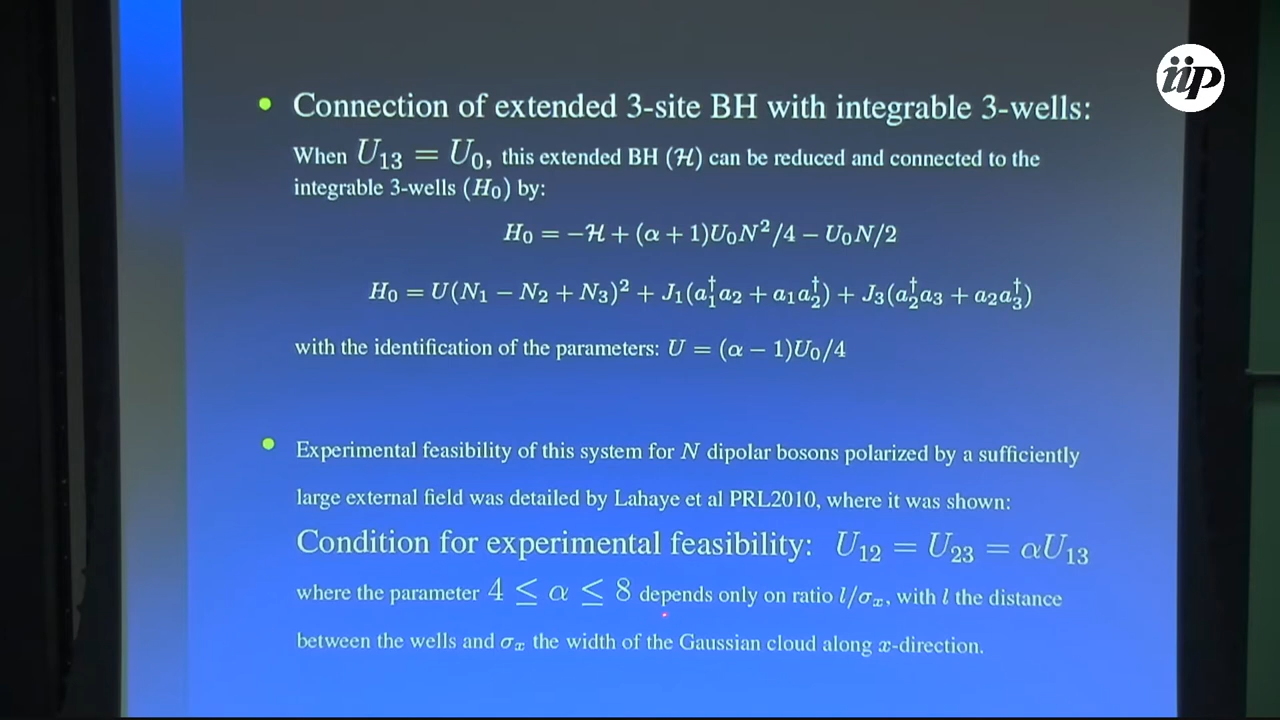 iip
• Connection of extended 3-site BH with integrable 3-wells:
When U₁₃ = U₀, this extended BH (ℋ) can be reduced and connected to the
integrable 3-wells (H₀) by:
H₀ = −ℋ + (α + 1)U₀N²/4 − U₀N/2
H₀ = U(N₁ − N₂ + N₃)² + J₁(a₁†a₂ + a₁a₂†) + J₃(a₂†a₃ + a₂a₃†)
with the identification of the parameters: U = (α − 1)U₀/4
• Experimental feasibility of this system for N dipolar bosons polarized by a sufficiently
large external field was detailed by Lahaye et al PRL2010, where it was shown:
Condition for experimental feasibility: U₁₂ = U₂₃ = αU₁₃
where the parameter 4 ≤ α ≤ 8 depends only on ratio l/σₓ, with l the distance
between the wells and σₓ the width of the Gaussian cloud along x-direction.